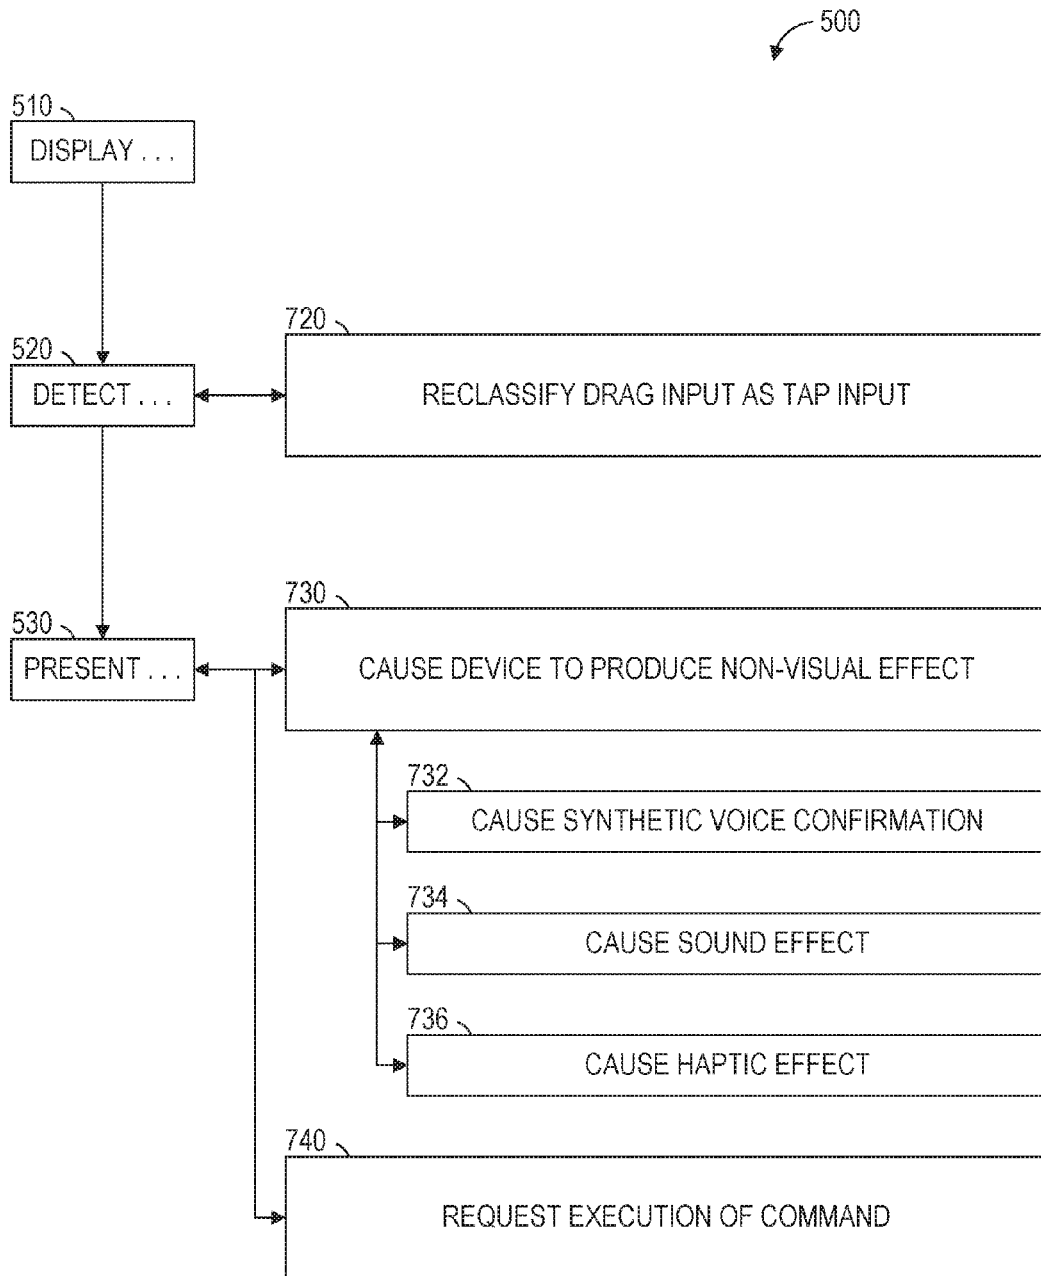 500
510
DISPLAY . . .
720
520
DETECT . . .
RECLASSIFY DRAG INPUT AS TAP INPUT
730
530
PRESENT . . .
CAUSE DEVICE TO PRODUCE NON-VISUAL EFFECT
732
CAUSE SYNTHETIC VOICE CONFIRMATION
734
CAUSE SOUND EFFECT
736
CAUSE HAPTIC EFFECT
740
REQUEST EXECUTION OF COMMAND